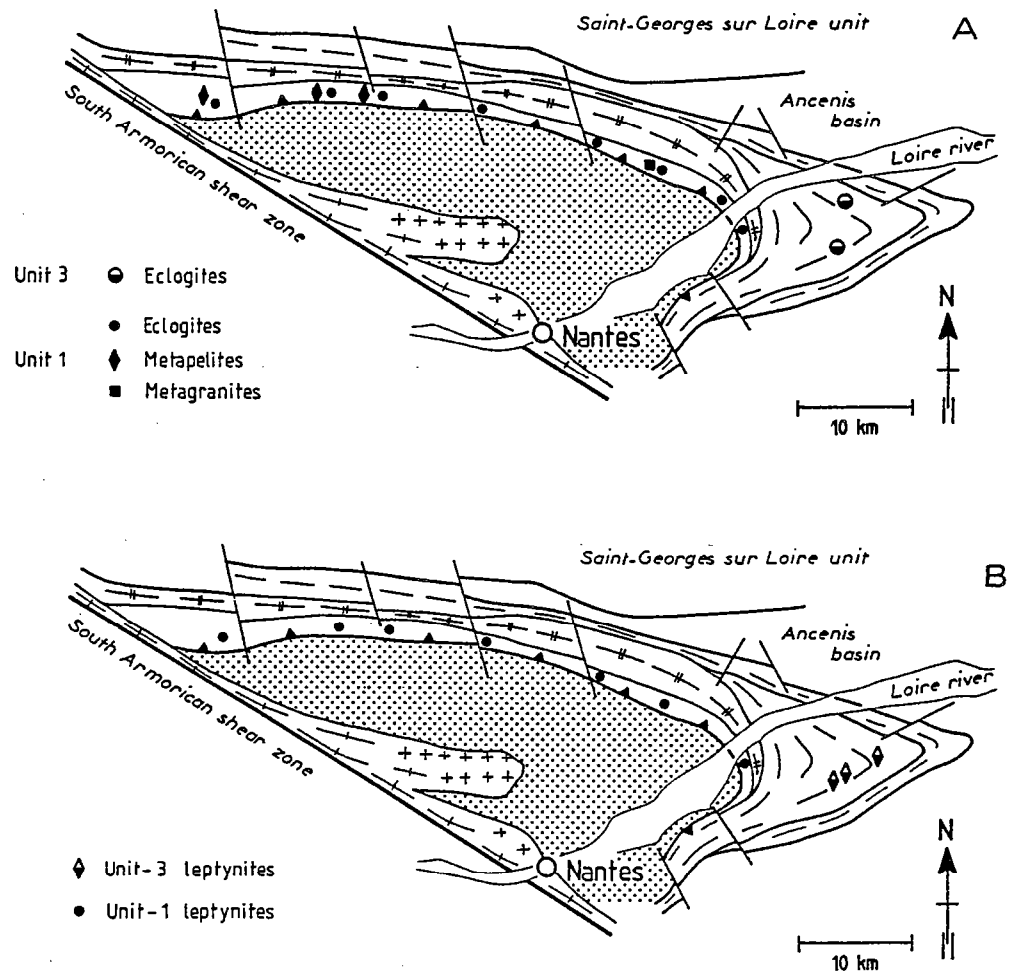 Saint-Georges sur Loire unit
A
Ancenis
basin
Loire river
South Armorican shear zone
Unit 3
Eclogites
Eclogites
Unit 1
Metapelites
Metagranites
Nantes
N
10 km
Saint-Georges sur Loire unit
B
Ancenis
basin
Loire river
South Armorican shear zone
Nantes
N
Unit-3 leptynites
Unit-1 leptynites
10 km